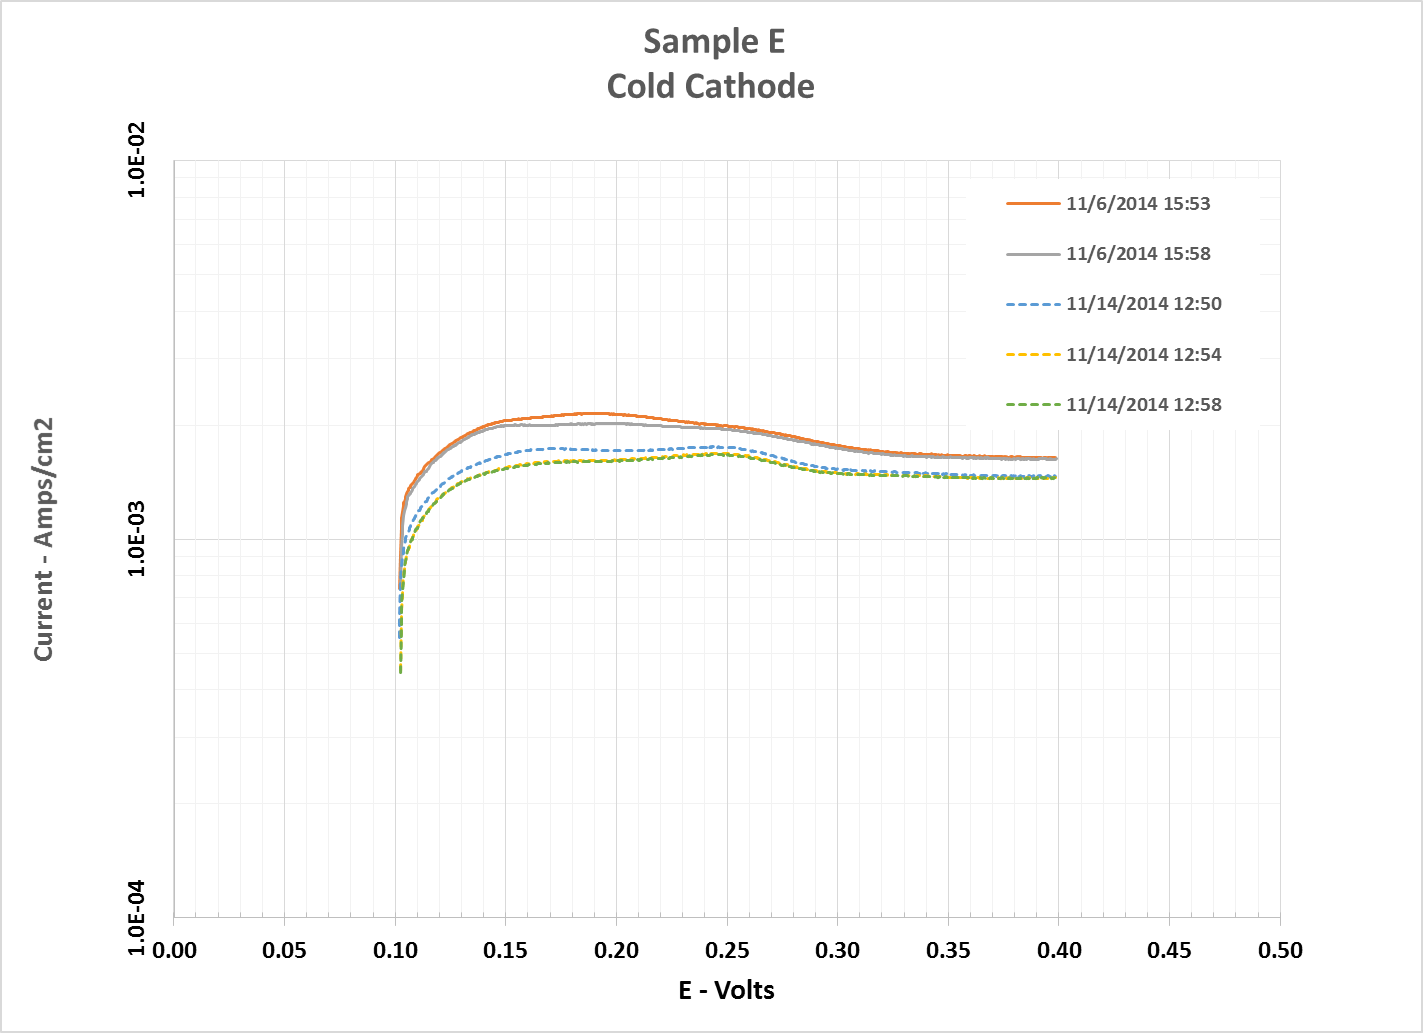 Sample E
Cold Cathode
1.0E-02
1.0E-03
1.0E-04
Current - Amps/cm2
11/6/2014 15:53
11/6/2014 15:58
11/14/2014 12:50
11/14/2014 12:54
11/14/2014 12:58
0.00 0.05 0.10 0.15 0.20 0.25 0.30 0.35 0.40 0.45 0.50
E - Volts